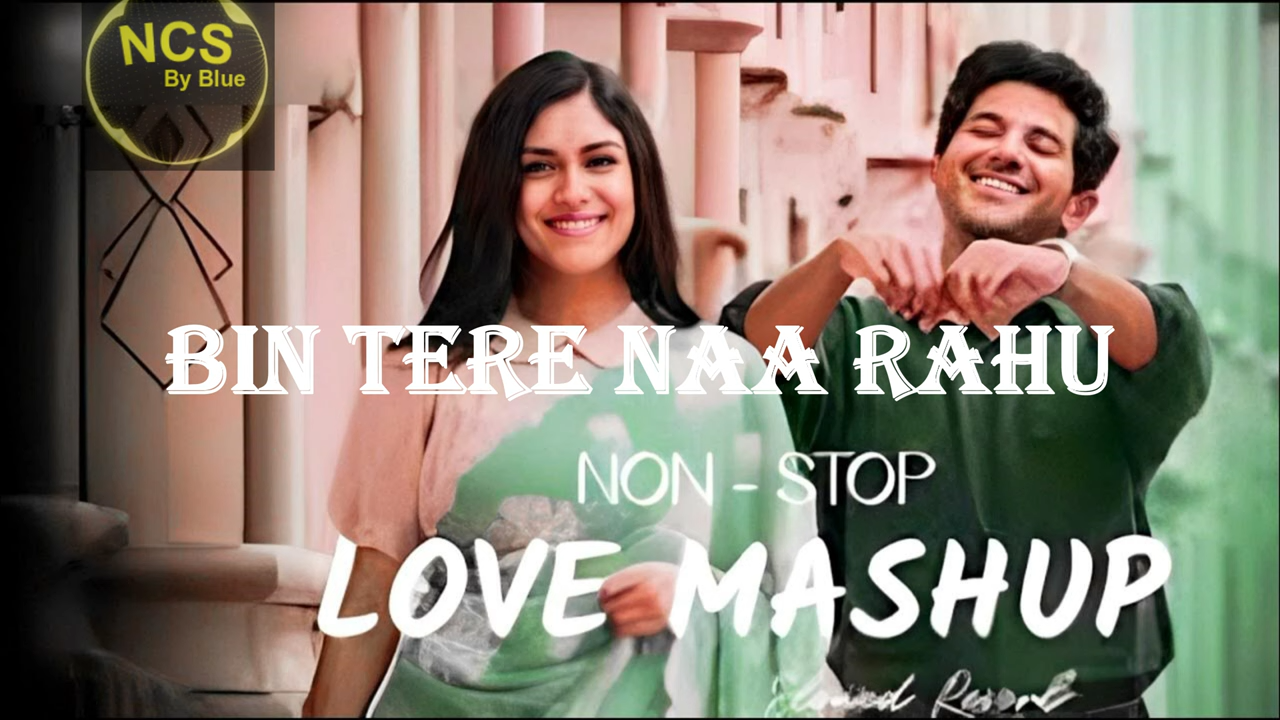 NCS
By Blue
BIN TERE NAA RAHU
NON - STOP
LOVE MASHUP